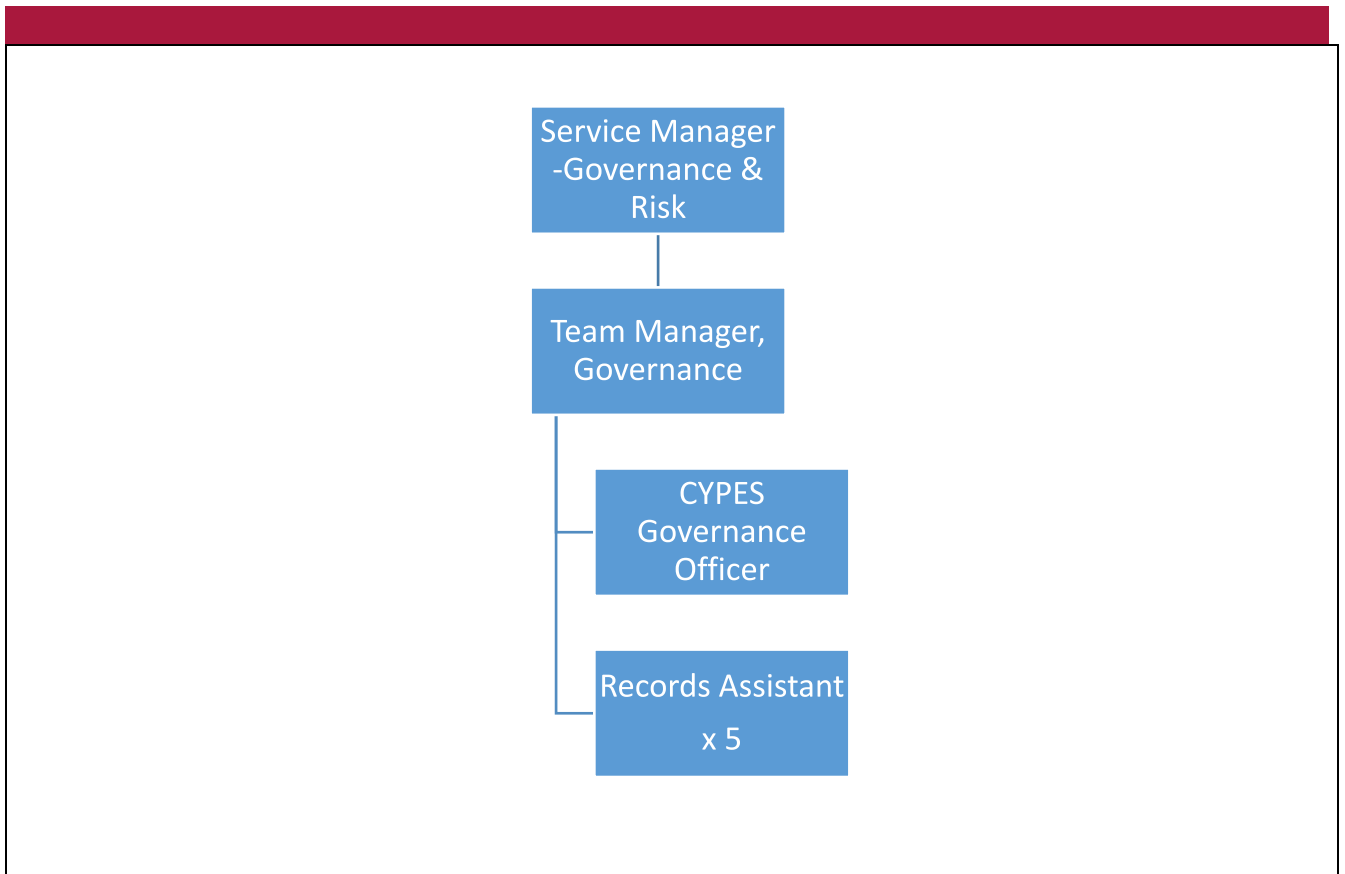 Service Manager
-Governance &
Risk
Team Manager,
Governance
CYPES
Governance
Officer
Records Assistant
x 5